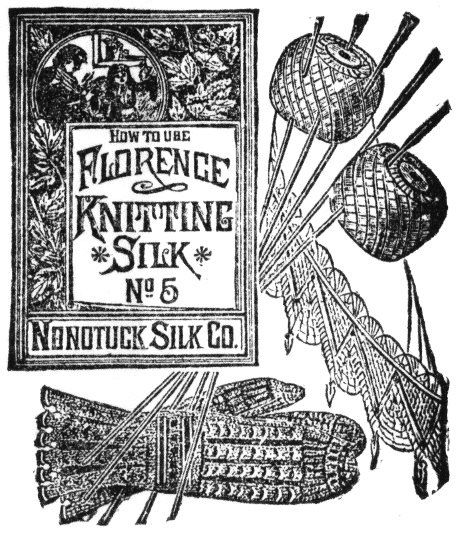 HOW TO USE
FLORENCE
KNITTING
*SILK*
No 5
NONOTUCK SILK CO.